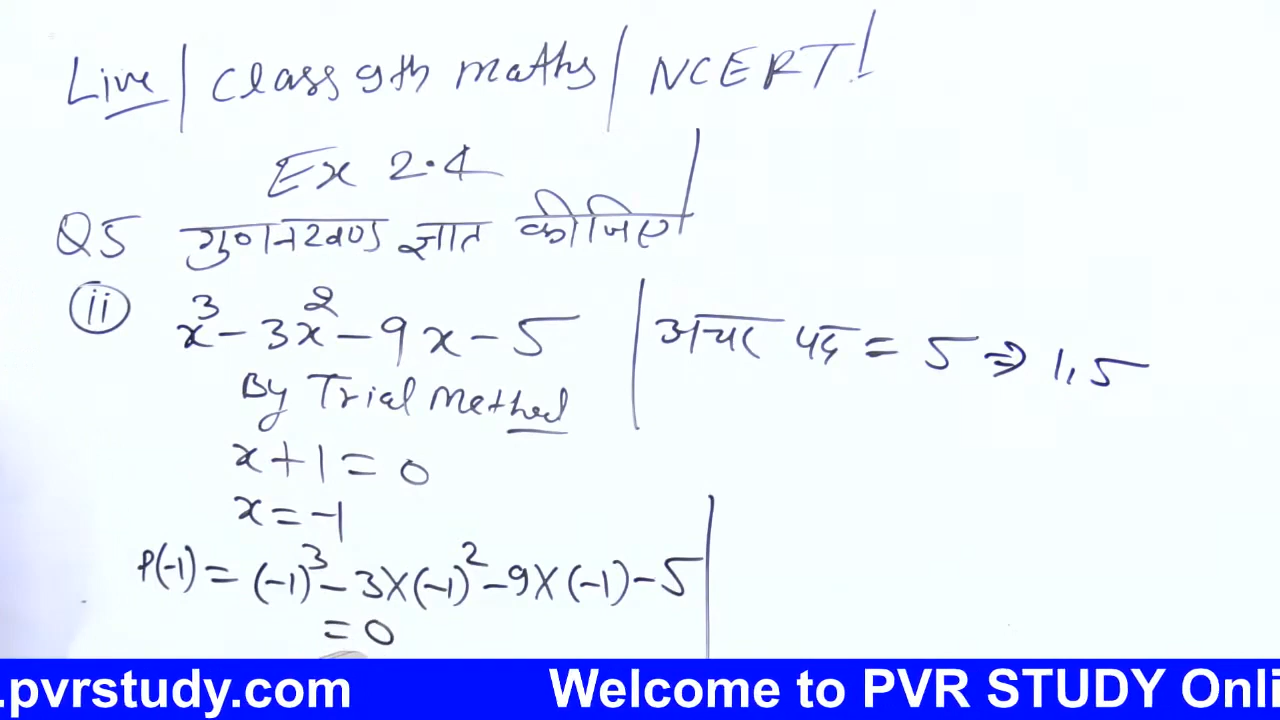 Live | Class 9th maths | NCERT!
Ex 2.4
Q5 गुणनखण्ड ज्ञात कीजिए
(ii) x³ - 3x² - 9x - 5 | अचर पद = 5 ⇒ 1, 5
By Trial Method
x + 1 = 0
x = -1
P(-1) = (-1)³ - 3×(-1)² - 9×(-1) - 5
= 0
.pvrstudy.com Welcome to PVR STUDY Onli